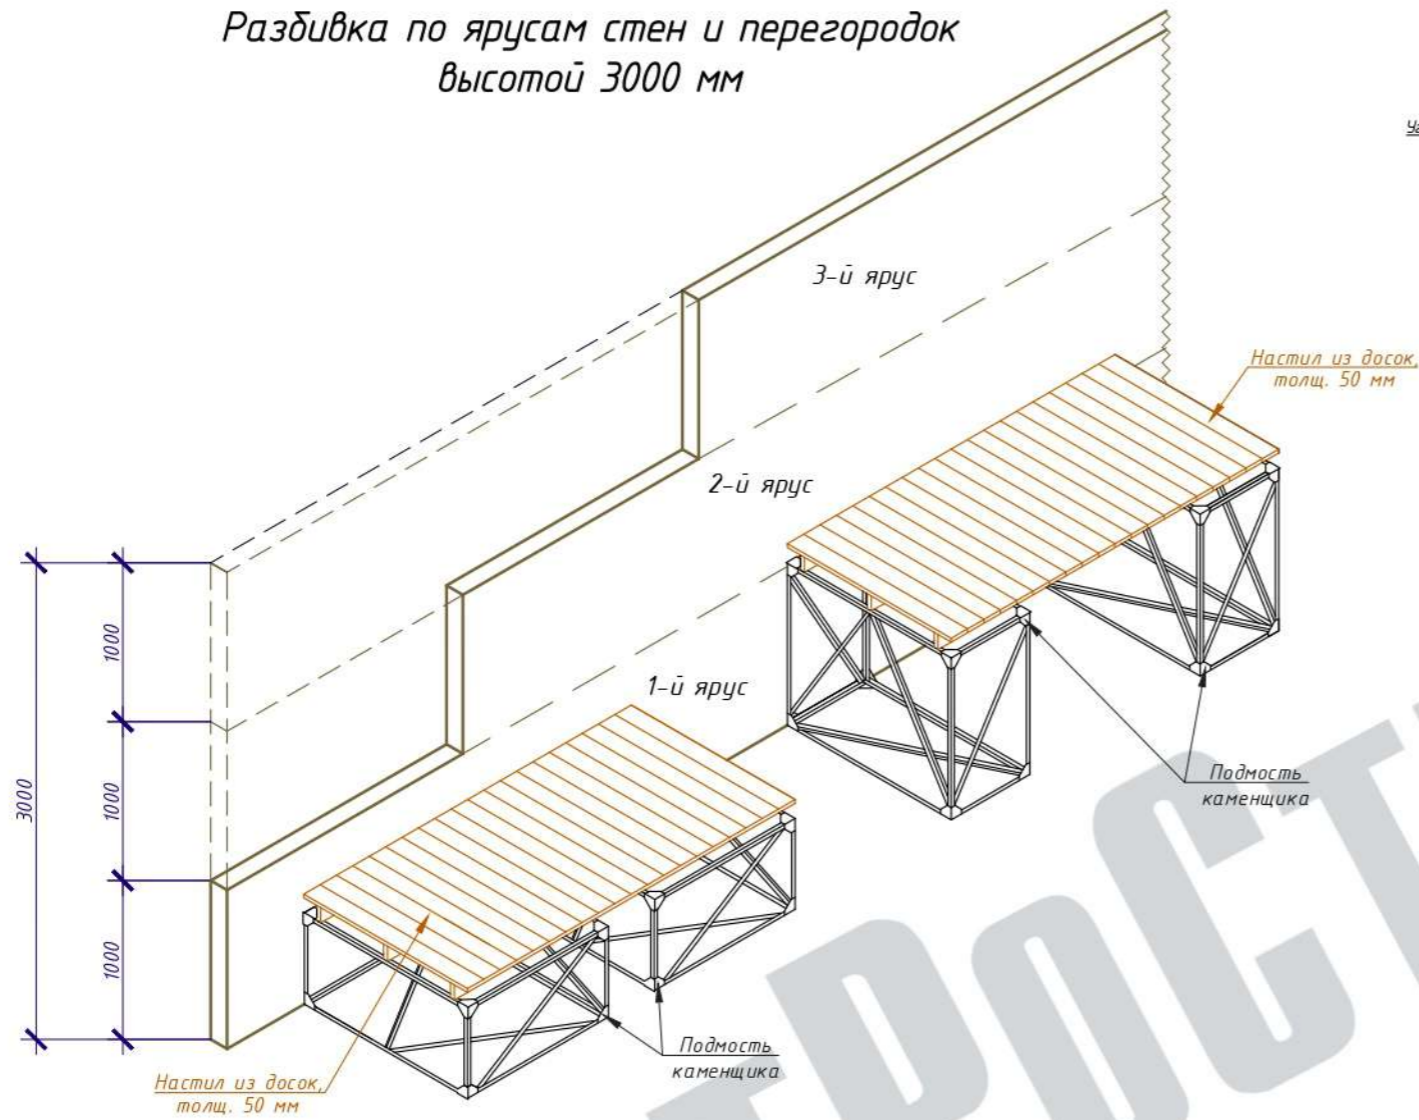 Разбивка по ярусам стен и перегородок
высотой 3000 мм
3-й ярус
Настил из досок,
толщ. 50 мм
2-й ярус
1-й ярус
1000
1000
1000
3000
Подмость
каменщика
Подмость
каменщика
Настил из досок,
толщ. 50 мм